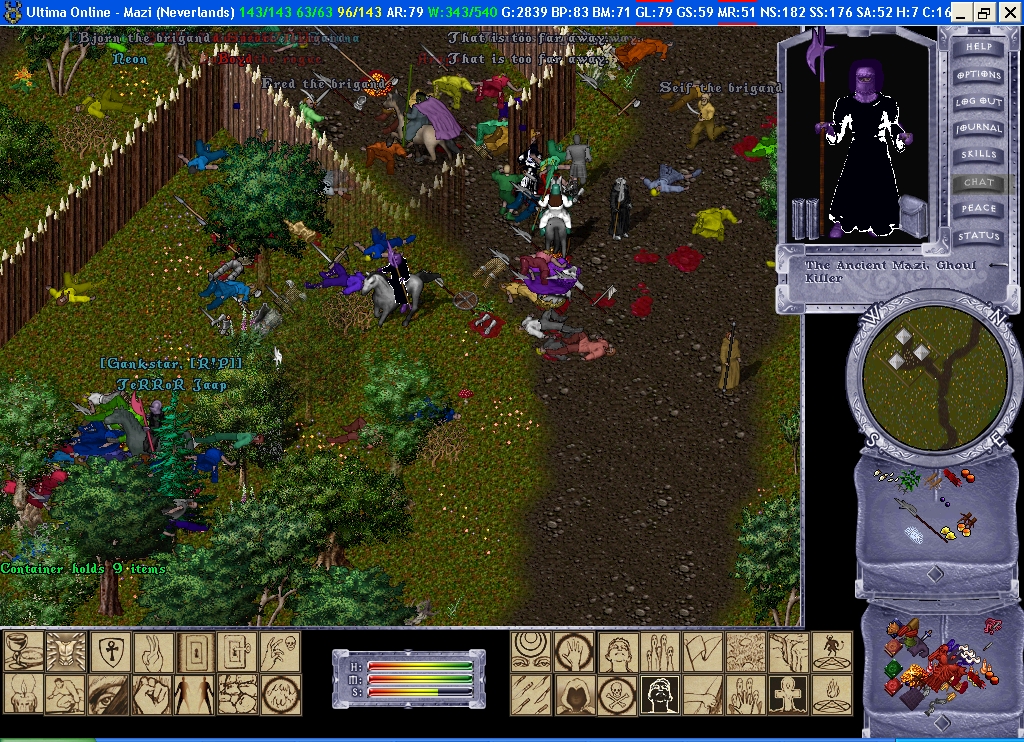 Ultima Online - Mazi (Neverlands) 143/143 63/63 96/143 AR:79 W:343/540 G:2839 BP:83 BM:71 GL:79 GS:59 MR:51 NS:182 SS:176 SA:52 H:7 C:16
Bjorn the brigand
That is too far away.
Neon
Boyd the rogue
That is too far away.
Fred the brigand
Seif the brigand
HELP
OPTIONS
LOG OUT
JOURNAL
SKILLS
CHAT
PEACE
STATUS
The Ancient Mazi, Ghoul
Killer
W
N
S
E
[Gankstar, [R!P]]
TeRRoR Jaap
Container holds 9 items
H:
M:
S: